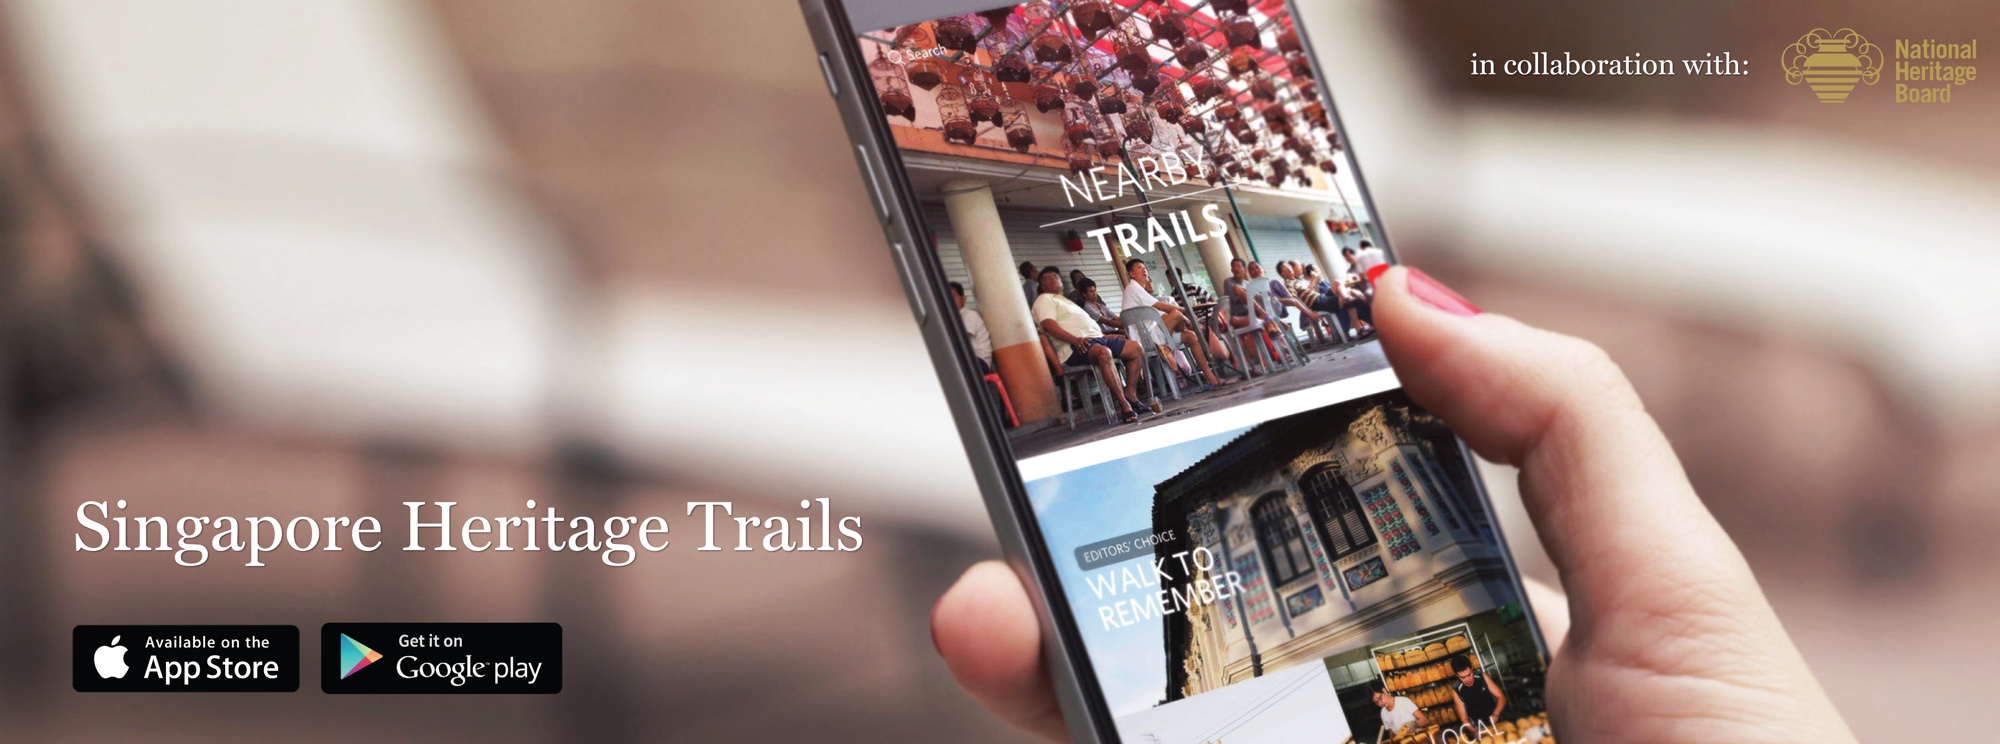 in collaboration with:
National
Heritage
Board
Search
NEARBY
TRAILS
EDITORS' CHOICE
WALK TO
REMEMBER
LOCAL
Singapore Heritage Trails
Available on the
App Store
Get it on
Google play